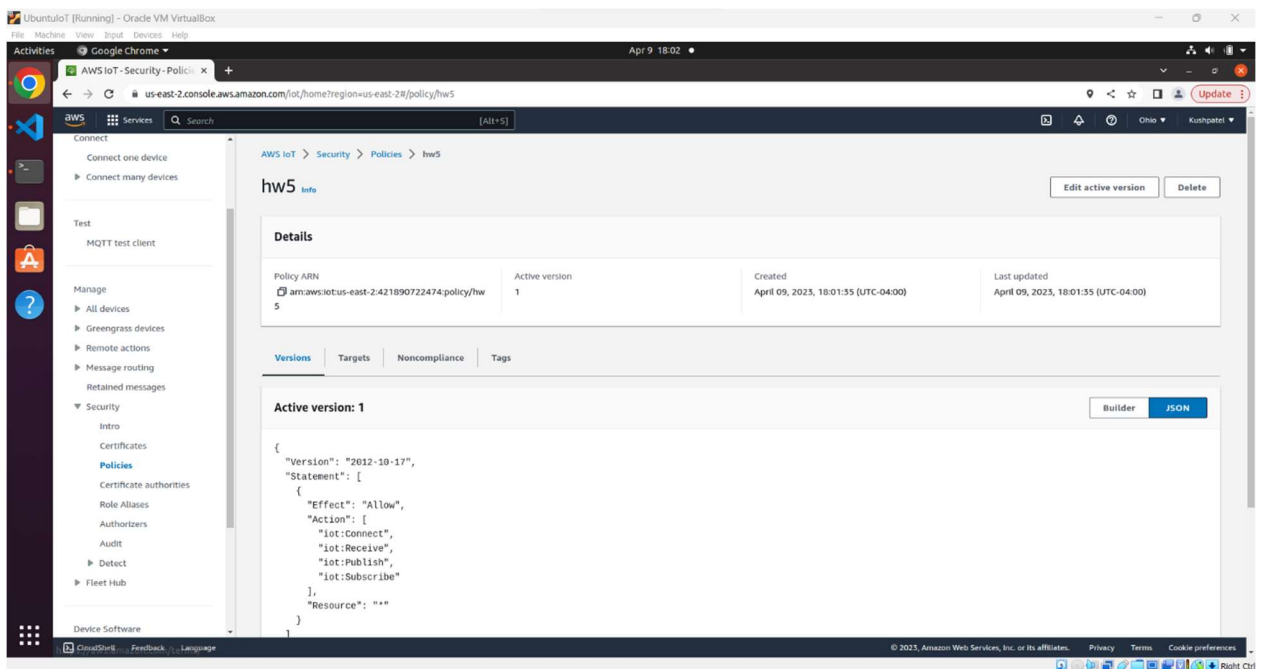 UbuntuIoT [Running] - Oracle VM VirtualBox
File Machine View Input Devices Help
Activities Google Chrome Apr 9 18:02
AWS IoT - Security - Policie
us-east-2.console.aws.amazon.com/iot/home?region=us-east-2#/policy/hw5 Update
aws Services Search [Alt+S] Ohio Kushpatel
Connect
Connect one device
Connect many devices
Test
MQTT test client
Manage
All devices
Greengrass devices
Remote actions
Message routing
Retained messages
Security
Intro
Certificates
Policies
Certificate authorities
Role Aliases
Authorizers
Audit
Detect
Fleet Hub
Device Software
AWS IoT > Security > Policies > hw5
hw5 Info
Edit active version Delete
Details
Policy ARN
arn:aws:iot:us-east-2:421890722474:policy/hw
5
Active version
1
Created
April 09, 2023, 18:01:35 (UTC-04:00)
Last updated
April 09, 2023, 18:01:35 (UTC-04:00)
Versions Targets Noncompliance Tags
Active version: 1
Builder JSON
{
"Version": "2012-10-17",
"Statement": [
{
"Effect": "Allow",
"Action": [
"iot:Connect",
"iot:Receive",
"iot:Publish",
"iot:Subscribe"
],
"Resource": "*"
}
]
CloudShell Feedback Language
© 2023, Amazon Web Services, Inc. or its affiliates. Privacy Terms Cookie preferences
Right Ctrl